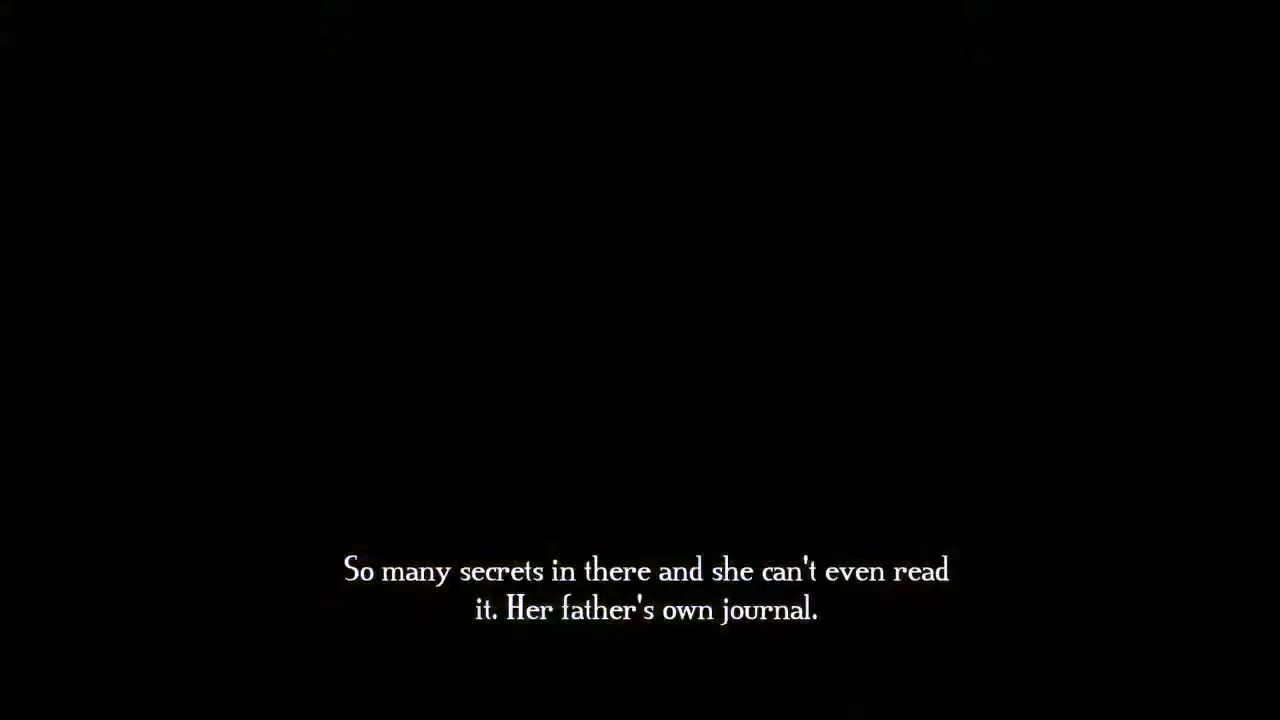 So many secrets in there and she can't even read
it. Her father's own journal.